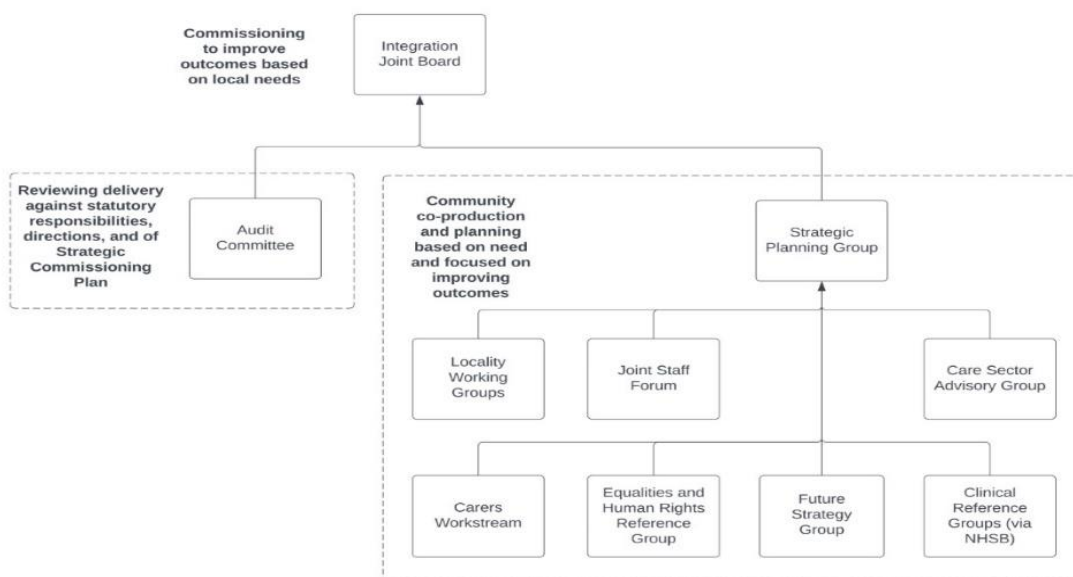 Commissioning
to improve
outcomes based
on local needs
Integration
Joint Board
Reviewing delivery
against statutory
responsibilities,
directions, and of
Strategic
Commissioning
Plan
Audit
Committee
Community
co-production
and planning
based on need
and focused on
improving
outcomes
Strategic
Planning Group
Locality
Working
Groups
Joint Staff
Forum
Care Sector
Advisory Group
Carers
Workstream
Equalities and
Human Rights
Reference
Group
Future
Strategy
Group
Clinical
Reference
Groups (via
NHSB)